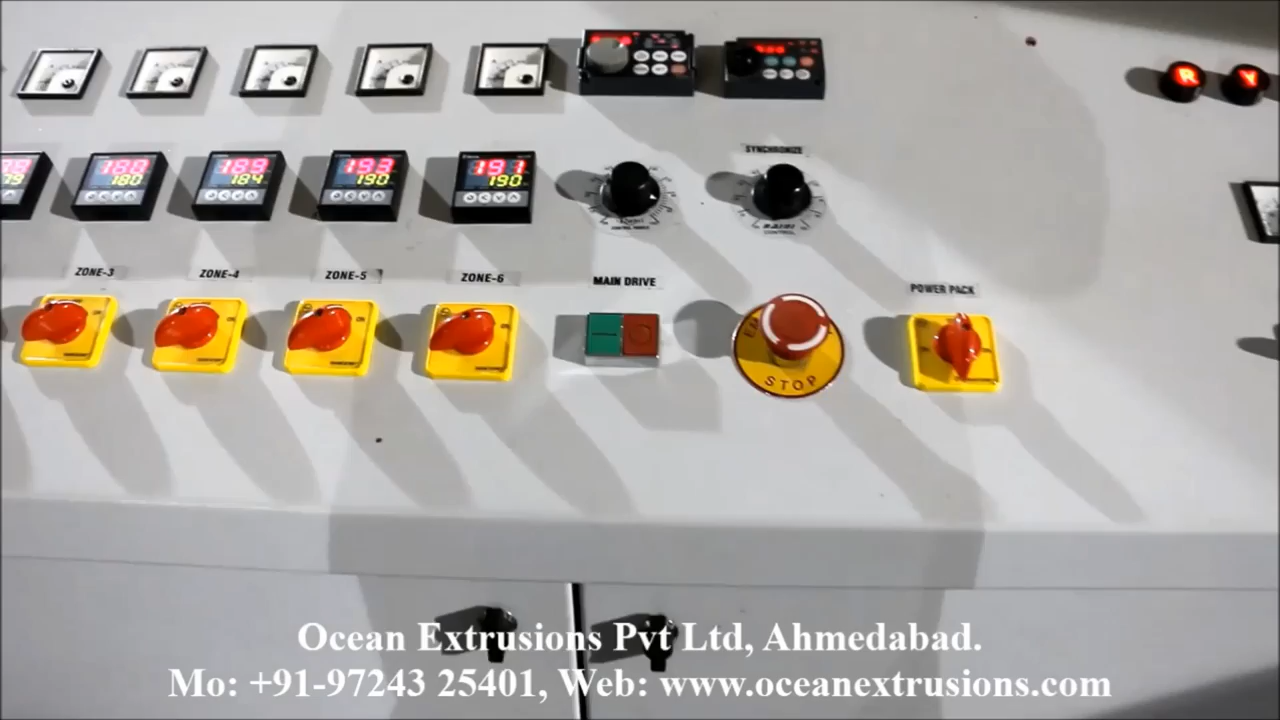 R Y
SYNCHRONIZE
188
180
189
184
193
190
191
190
CONTROL
ZONE-3
ZONE-4
ZONE-5
ZONE-6
MAIN DRIVE
POWER PACK
STOP
Ocean Extrusions Pvt Ltd, Ahmedabad.
Mo: +91-97243 25401, Web: www.oceanextrusions.com